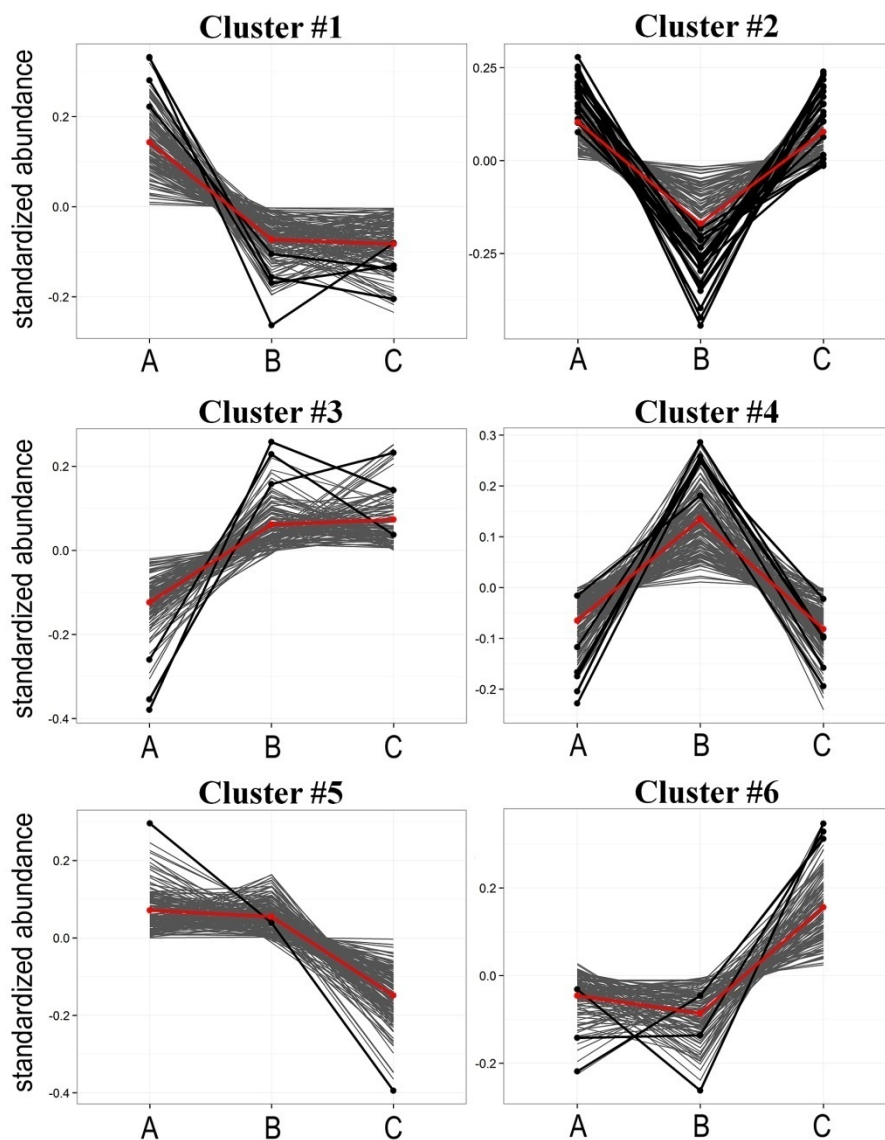 Cluster #1
Cluster #2
standardized abundance
0.2
0.0
-0.2
A B C
0.25
0.00
-0.25
A B C
Cluster #3
Cluster #4
standardized abundance
0.2
0.0
-0.2
-0.4
A B C
0.3
0.2
0.1
0.0
-0.1
-0.2
A B C
Cluster #5
Cluster #6
standardized abundance
0.2
0.0
-0.2
-0.4
A B C
0.2
0.0
-0.2
A B C